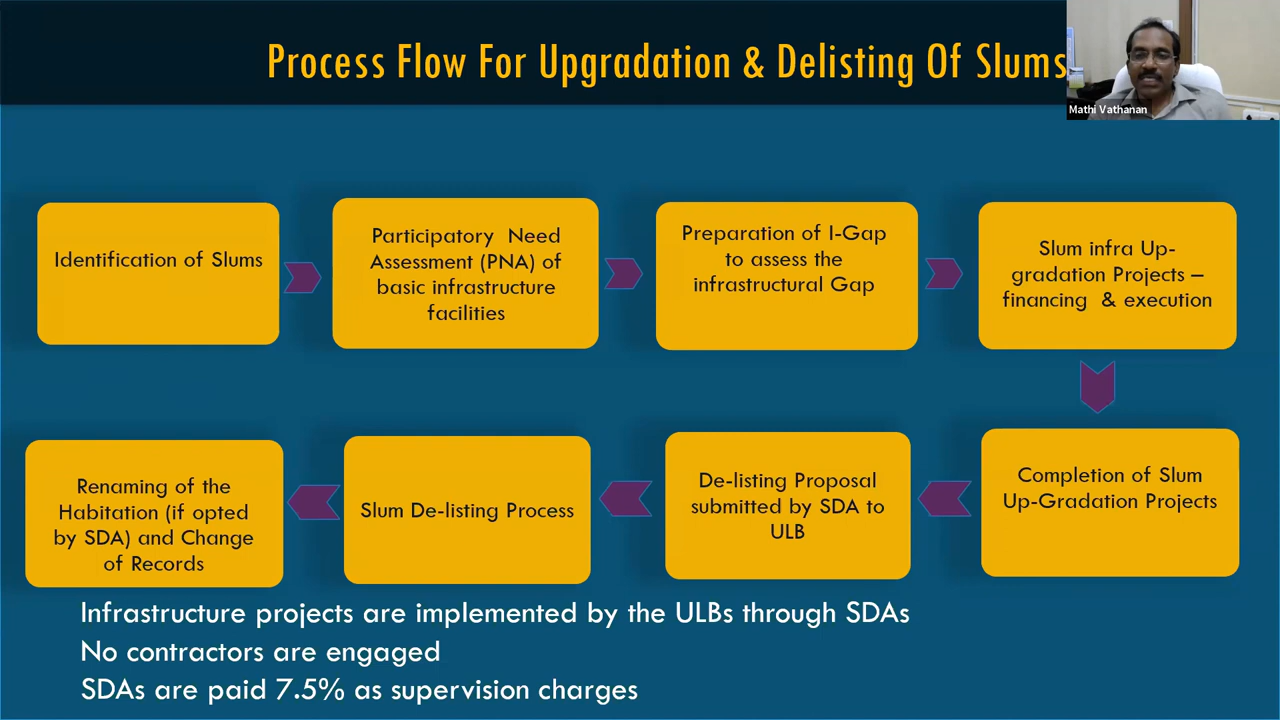 Process Flow For Upgradation & Delisting Of Slums
Mathi Vathanan
Identification of Slums
Participatory Need
Assessment (PNA) of
basic infrastructure
facilities
Preparation of I-Gap
to assess the
infrastructural Gap
Slum infra Up-
gradation Projects –
financing & execution
Completion of Slum
Up-Gradation Projects
De-listing Proposal
submitted by SDA to
ULB
Slum De-listing Process
Renaming of the
Habitation (if opted
by SDA) and Change
of Records
Infrastructure projects are implemented by the ULBs through SDAs
No contractors are engaged
SDAs are paid 7.5% as supervision charges